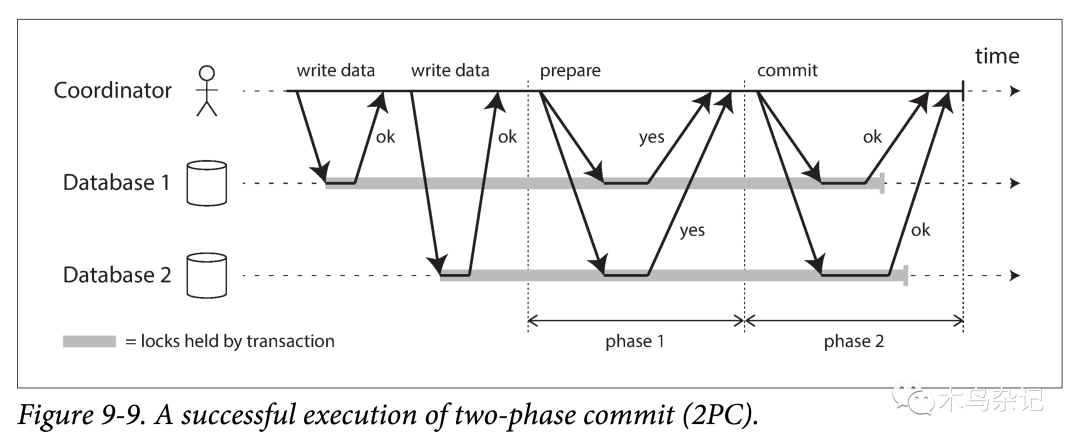 time
write data write data prepare commit
Coordinator
ok ok yes ok
Database 1
yes ok
Database 2
= locks held by transaction phase 1 phase 2
木鸟杂记
Figure 9-9. A successful execution of two-phase commit (2PC).